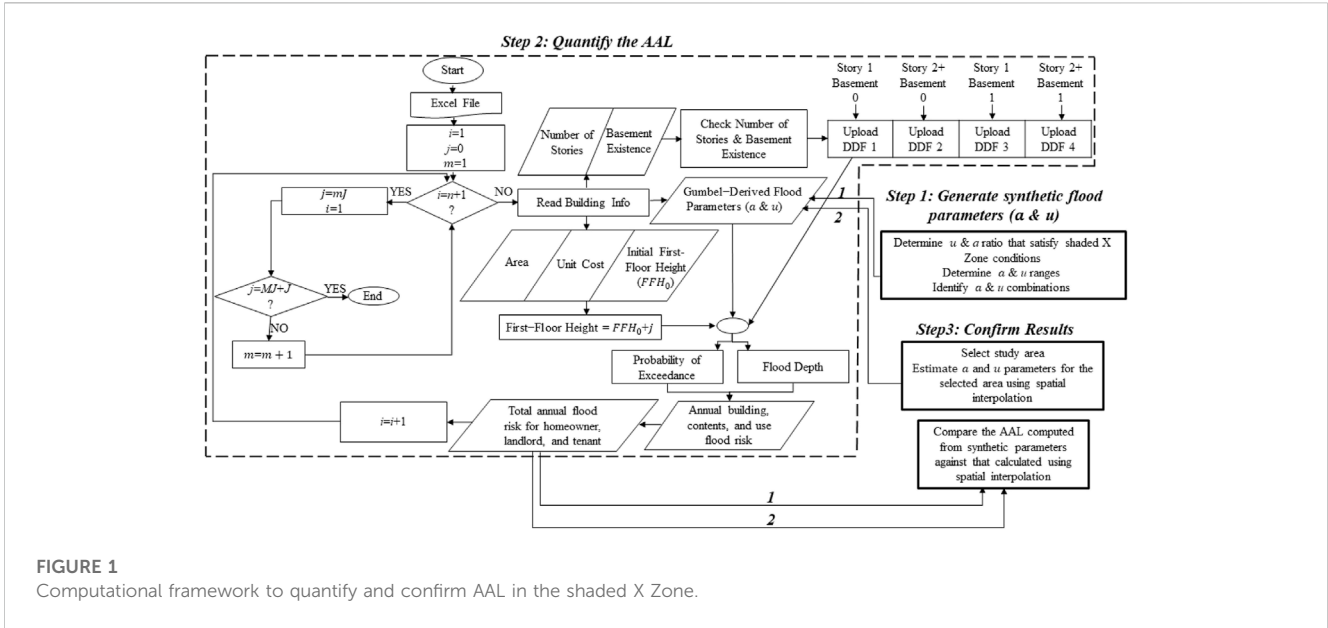 Step 2: Quantify the AAL
Start
Excel File
i=1
j=0
m=1
i=n+1
?
YES
NO
j=mJ
i=1
j=MJ+J
?
YES
End
NO
m=m + 1
Number of
Stories
Basement
Existence
Check Number of
Stories & Basement
Existence
Story 1
Basement
0
Story 2+
Basement
0
Story 1
Basement
1
Story 2+
Basement
1
Upload
DDF 1
Upload
DDF 2
Upload
DDF 3
Upload
DDF 4
Read Building Info
Gumbel-Derived Flood
Parameters (a & u)
1
2
Area
Unit Cost
Initial First-
Floor Height
(FFH0)
First-Floor Height = FFH0+j
Probability of
Exceedance
Flood Depth
Annual building,
contents, and use
flood risk
Total annual flood
risk for homeowner,
landlord, and tenant
i=i+1
Step 1: Generate synthetic flood
parameters (a & u)
Determine u & a ratio that satisfy shaded X
Zone conditions
Determine a & u ranges
Identify a & u combinations
Step3: Confirm Results
Select study area
Estimate a and u parameters for the
selected area using spatial
interpolation
Compare the AAL computed
from synthetic parameters
against that calculated using
spatial interpolation
1
2
FIGURE 1
Computational framework to quantify and confirm AAL in the shaded X Zone.